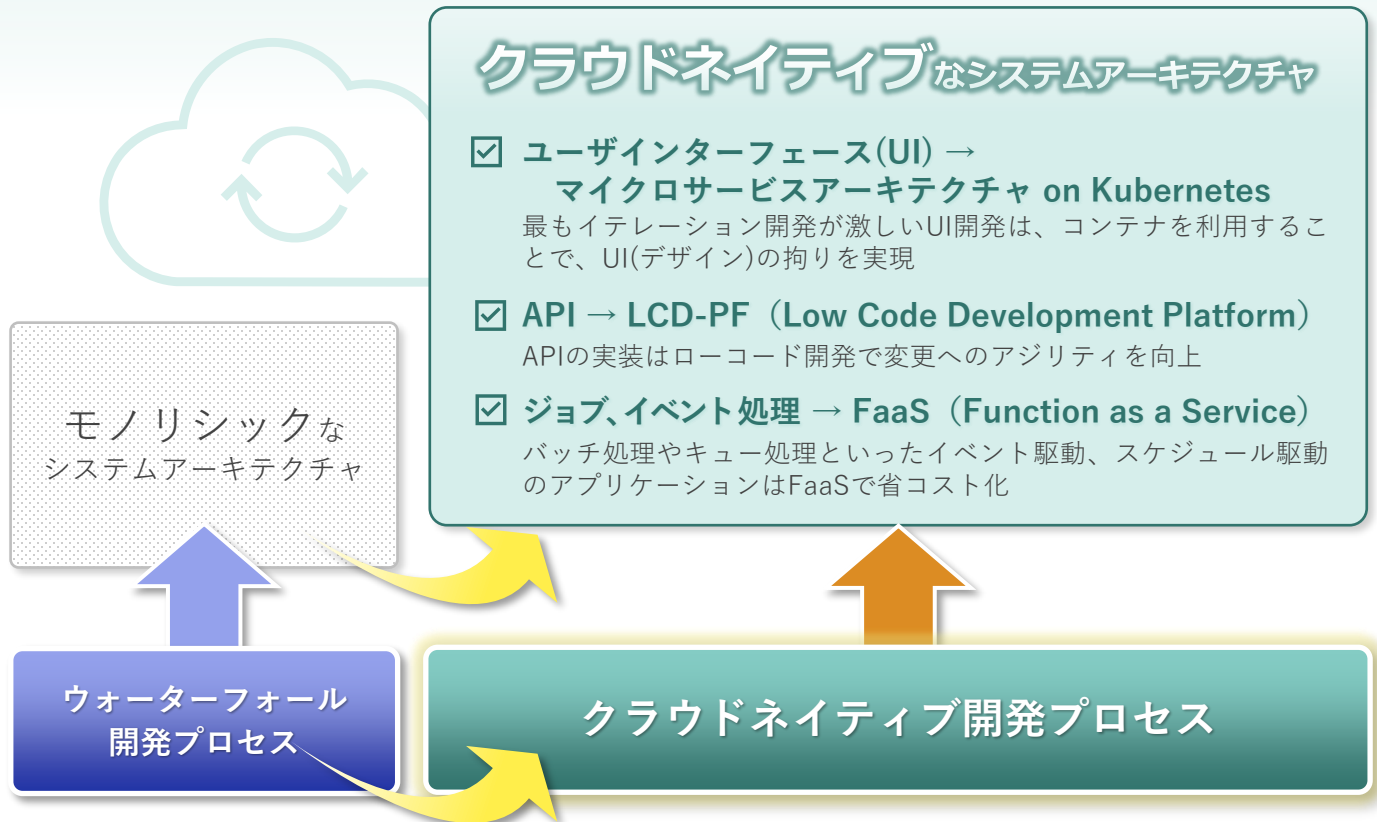 クラウドネイティブなシステムアーキテクチャ
☑ ユーザインターフェース(UI) →
マイクロサービスアーキテクチャ on Kubernetes
最もイテレーション開発が激しいUI開発は、コンテナを利用するこ
とで、UI(デザイン)の拘りを実現
☑ API → LCD-PF（Low Code Development Platform）
APIの実装はローコード開発で変更へのアジリティを向上
☑ ジョブ、イベント処理 → FaaS（Function as a Service）
バッチ処理やキュー処理といったイベント駆動、スケジュール駆動
のアプリケーションはFaaSで省コスト化
モノリシックな
システムアーキテクチャ
ウォーターフォール
開発プロセス
クラウドネイティブ開発プロセス